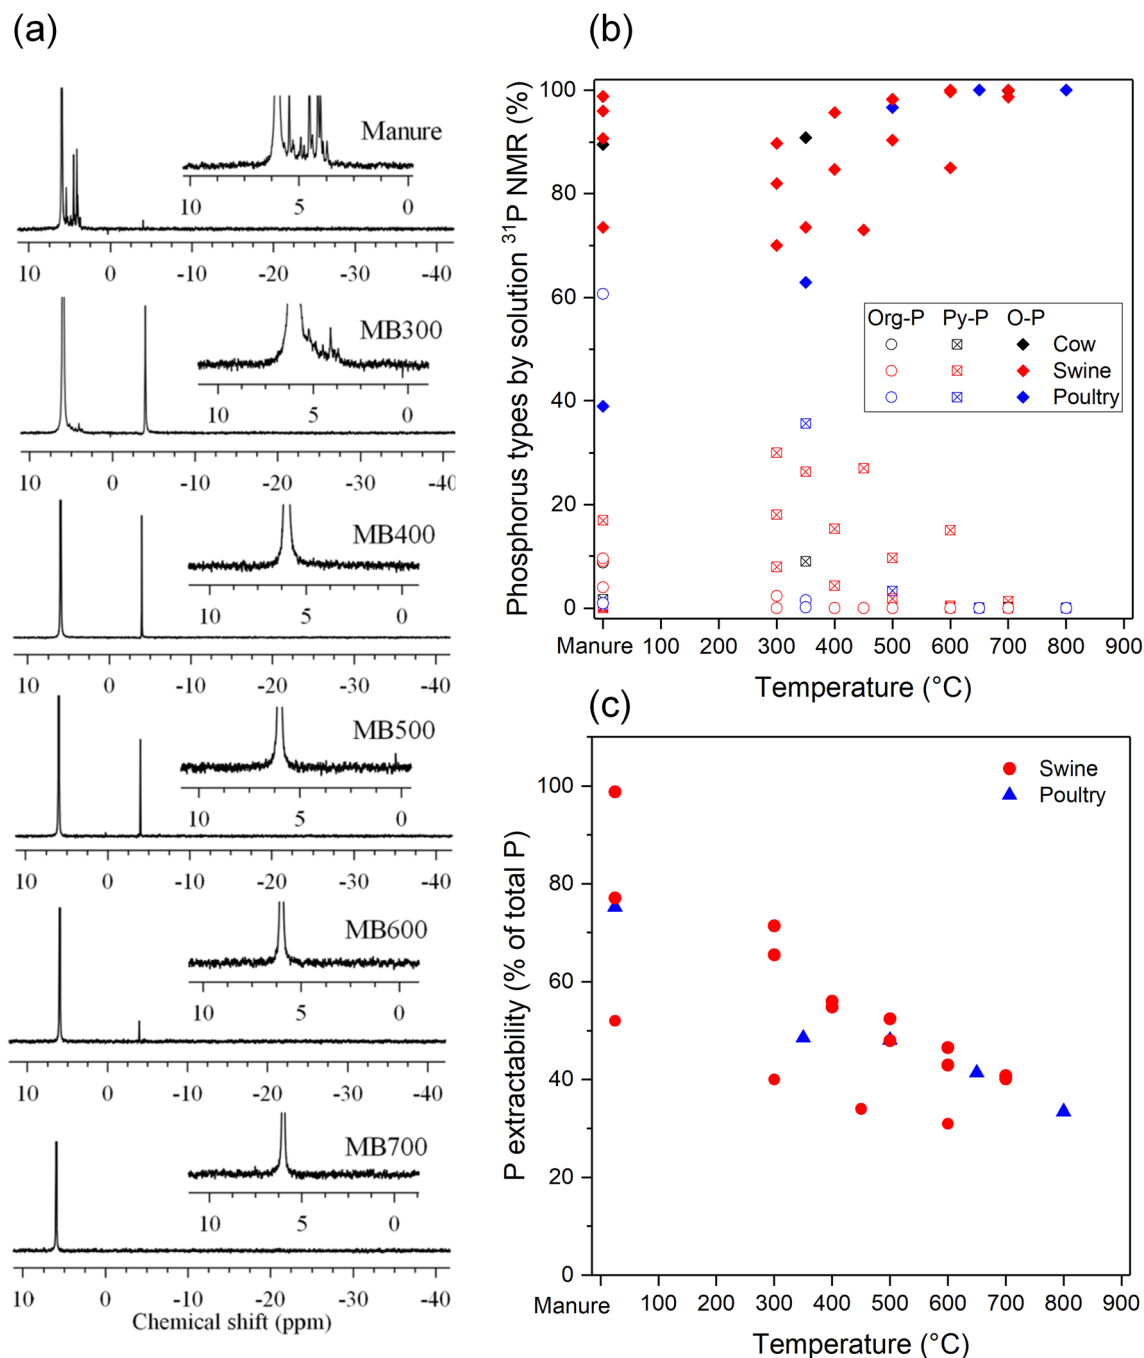 (a)
Manure
10 5 0
10 0 -10 -20 -30 -40
MB300
10 5 0
10 0 -10 -20 -30 -40
MB400
10 5 0
10 0 -10 -20 -30 -40
MB500
10 5 0
10 0 -10 -20 -30 -40
MB600
10 5 0
10 0 -10 -20 -30 -40
MB700
10 5 0
10 0 -10 -20 -30 -40
Chemical shift (ppm)
(b)
Phosphorus types by solution ³¹P NMR (%)
100
80
60
40
20
0
Org-P Py-P O-P
Cow
Swine
Poultry
Manure 100 200 300 400 500 600 700 800 900
Temperature (°C)
(c)
P extractability (% of total P)
100
80
60
40
20
0
Swine
Poultry
Manure 100 200 300 400 500 600 700 800 900
Temperature (°C)